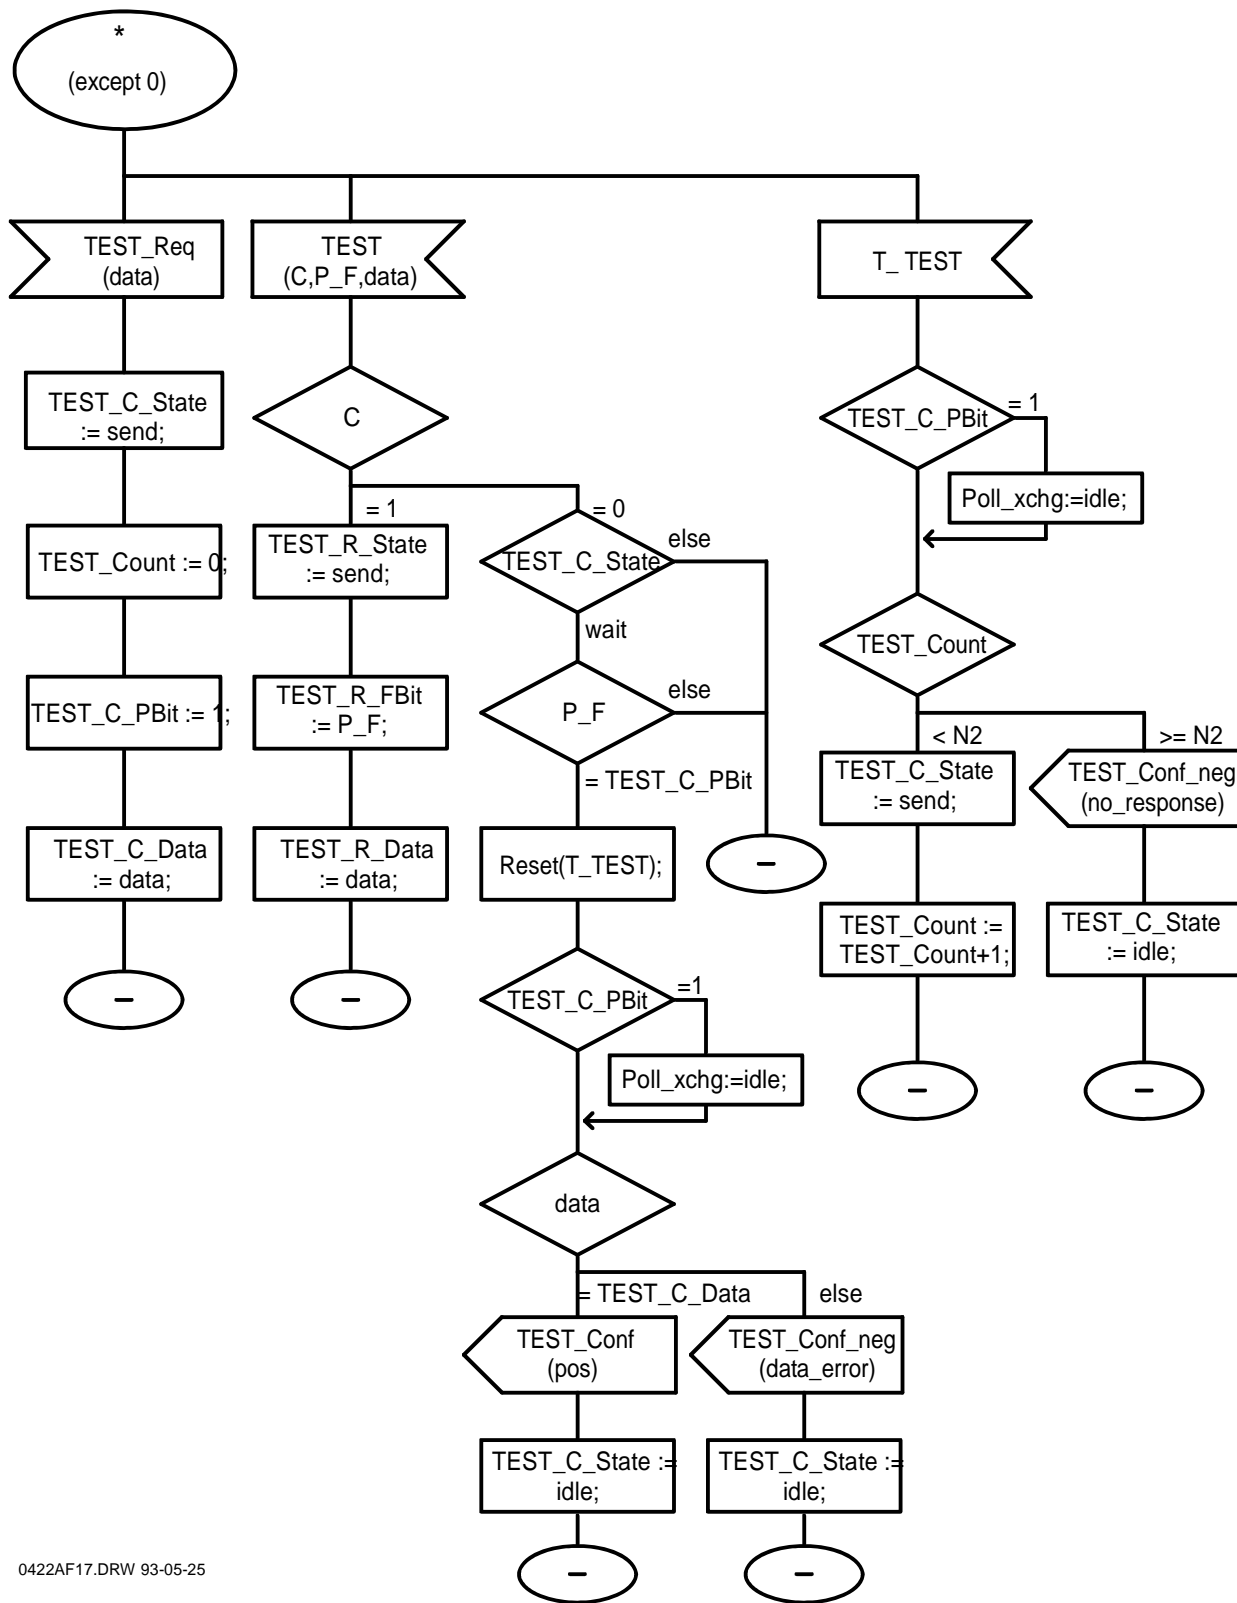 *
(except 0)
TEST_Req
(data)
TEST_C_State
:= send;
TEST_Count := 0;
TEST_C_PBit := 1;
TEST_C_Data
:= data;
–
TEST
(C,P_F,data)
C
= 1
TEST_R_State
:= send;
TEST_R_FBit
:= P_F;
TEST_R_Data
:= data;
–
= 0
TEST_C_State
else
wait
P_F
else
= TEST_C_PBit
–
Reset(T_TEST);
TEST_C_PBit
=1
Poll_xchg:=idle;
data
= TEST_C_Data
TEST_Conf
(pos)
TEST_C_State :=
idle;
–
else
TEST_Conf_neg
(data_error)
TEST_C_State :=
idle;
–
T_ TEST
TEST_C_PBit
= 1
Poll_xchg:=idle;
TEST_Count
< N2
TEST_C_State
:= send;
TEST_Count :=
TEST_Count+1;
–
>= N2
TEST_Conf_neg
(no_response)
TEST_C_State
:= idle;
–
0422AF17.DRW 93-05-25